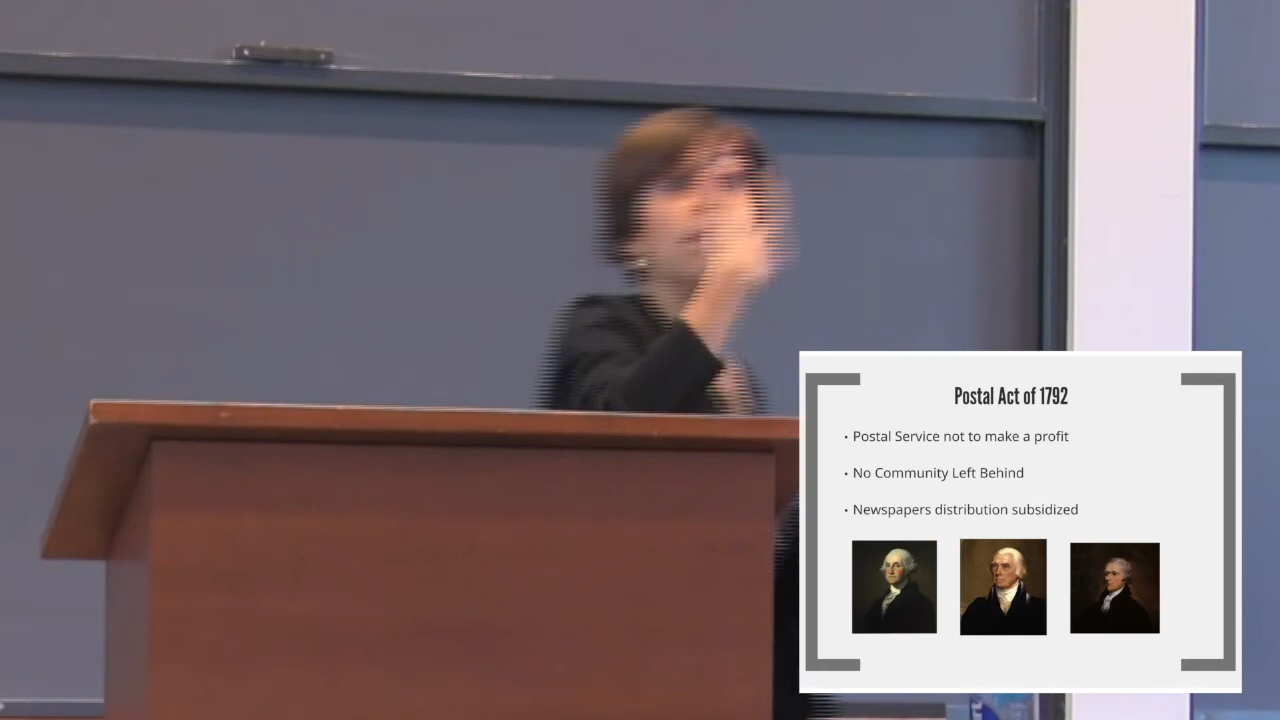 Postal Act of 1792
• Postal Service not to make a profit
• No Community Left Behind
• Newspapers distribution subsidized